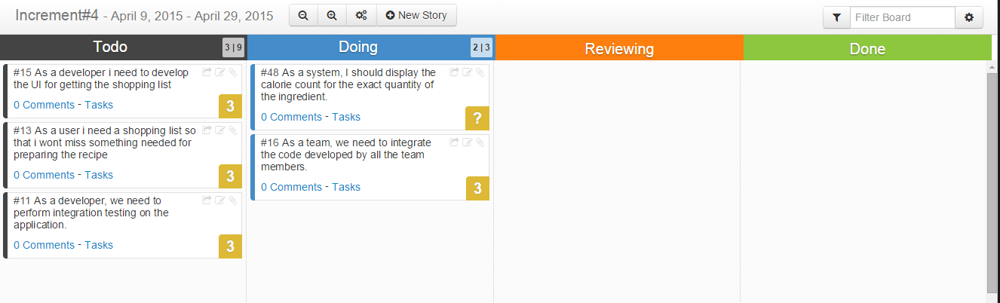 Increment#4 - April 9, 2015 - April 29, 2015
New Story
Filter Board
Todo
3 | 9
Doing
2 | 3
Reviewing
Done
#15 As a developer i need to develop
the UI for getting the shopping list
0 Comments - Tasks
3
#13 As a user i need a shopping list so
that i wont miss something needed for
preparing the recipe
0 Comments - Tasks
3
#11 As a developer, we need to
perform integration testing on the
application.
0 Comments - Tasks
3
#48 As a system, I should display the
calorie count for the exact quantity of
the ingredient.
0 Comments - Tasks
?
#16 As a team, we need to integrate
the code developed by all the team
members.
0 Comments - Tasks
3